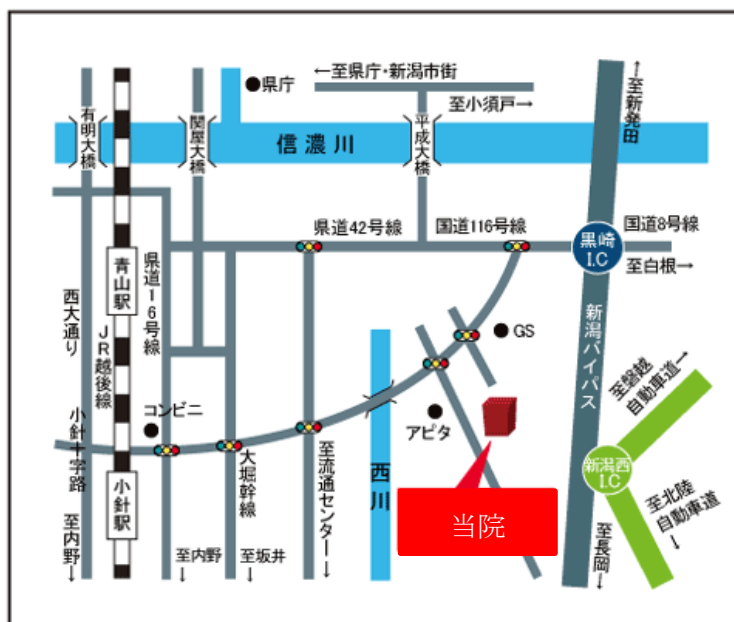 ←至県庁・新潟市街
●県庁
至小須戸→
←至新発田
有明大橋
関屋大橋
信濃川
平成大橋
県道42号線
国道116号線
国道8号線
黒崎
I.C
至白根→
青山駅
県道16号線
西大通り
JR越後線
新潟バイパス
GS
至磐越
自動車道→
コンビニ
アピタ
小針十字路
大堀幹線
至流通センター→
西川
新潟西
I.C
小針駅
当院
至北陸
自動車道→
至内野→
至内野↓
至坂井↓
至長岡→